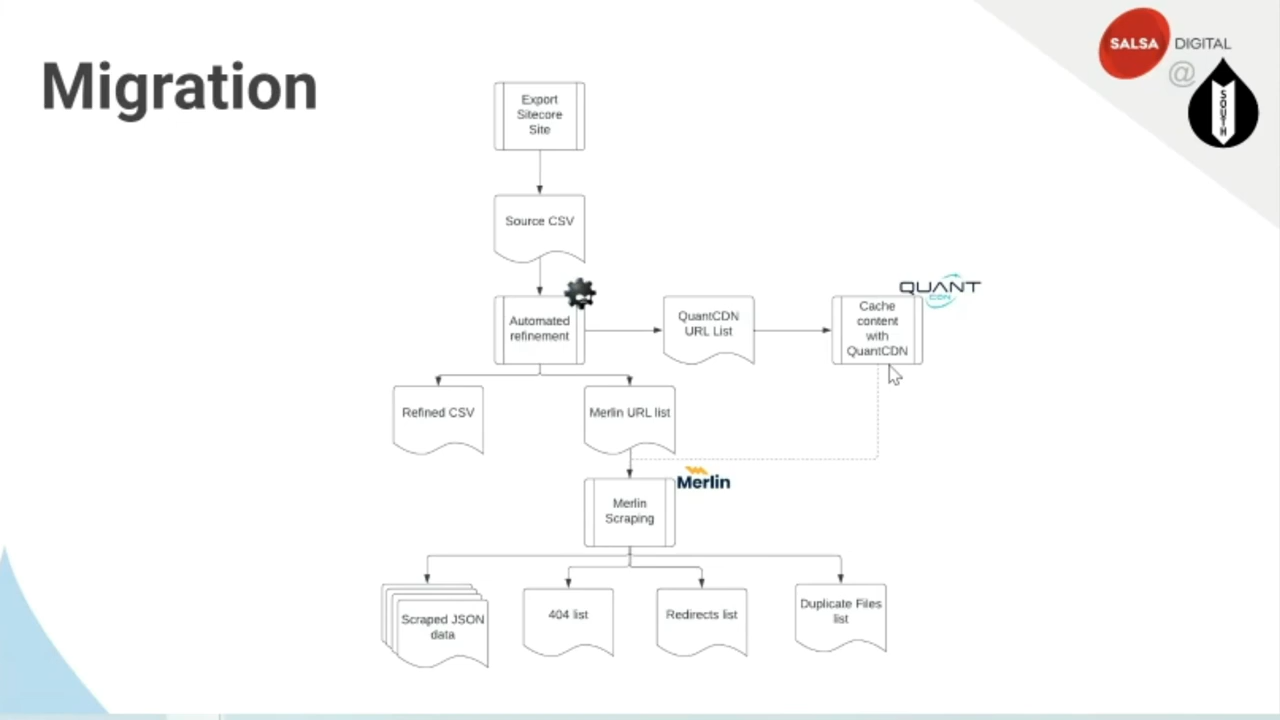 Migration
SALSA
DIGITAL
@
SOUTH
Export
Sitecore
Site
Source CSV
Automated
refinement
QuantCDN
URL List
QUANT
CDN
Cache
content
with
QuantCDN
Refined CSV
Merlin URL list
Merlin
Merlin
Scraping
Scraped JSON
data
404 list
Redirects list
Duplicate Files
list